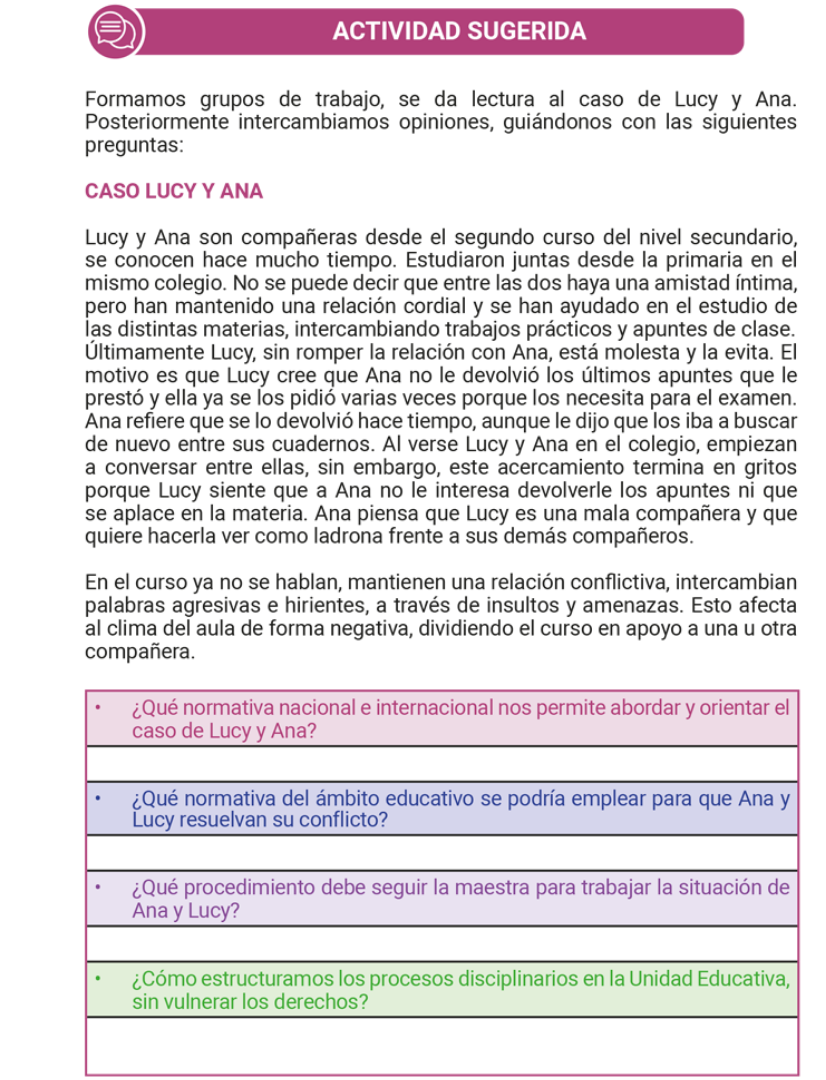 ACTIVIDAD SUGERIDA
Formamos grupos de trabajo, se da lectura al caso de Lucy y Ana.
Posteriormente intercambiamos opiniones, guiándonos con las siguientes
preguntas:
CASO LUCY Y ANA
Lucy y Ana son compañeras desde el segundo curso del nivel secundario,
se conocen hace mucho tiempo. Estudiaron juntas desde la primaria en el
mismo colegio. No se puede decir que entre las dos haya una amistad íntima,
pero han mantenido una relación cordial y se han ayudado en el estudio de
las distintas materias, intercambiando trabajos prácticos y apuntes de clase.
Últimamente Lucy, sin romper la relación con Ana, está molesta y la evita. El
motivo es que Lucy cree que Ana no le devolvió los últimos apuntes que le
prestó y ella ya se los pidió varias veces porque los necesita para el examen.
Ana refiere que se lo devolvió hace tiempo, aunque le dijo que los iba a buscar
de nuevo entre sus cuadernos. Al verse Lucy y Ana en el colegio, empiezan
a conversar entre ellas, sin embargo, este acercamiento termina en gritos
porque Lucy siente que a Ana no le interesa devolverle los apuntes ni que
se aplace en la materia. Ana piensa que Lucy es una mala compañera y que
quiere hacerla ver como ladrona frente a sus demás compañeros.
En el curso ya no se hablan, mantienen una relación conflictiva, intercambian
palabras agresivas e hirientes, a través de insultos y amenazas. Esto afecta
al clima del aula de forma negativa, dividiendo el curso en apoyo a una u otra
compañera.
• ¿Qué normativa nacional e internacional nos permite abordar y orientar el
caso de Lucy y Ana?
• ¿Qué normativa del ámbito educativo se podría emplear para que Ana y
Lucy resuelvan su conflicto?
• ¿Qué procedimiento debe seguir la maestra para trabajar la situación de
Ana y Lucy?
• ¿Cómo estructuramos los procesos disciplinarios en la Unidad Educativa,
sin vulnerar los derechos?